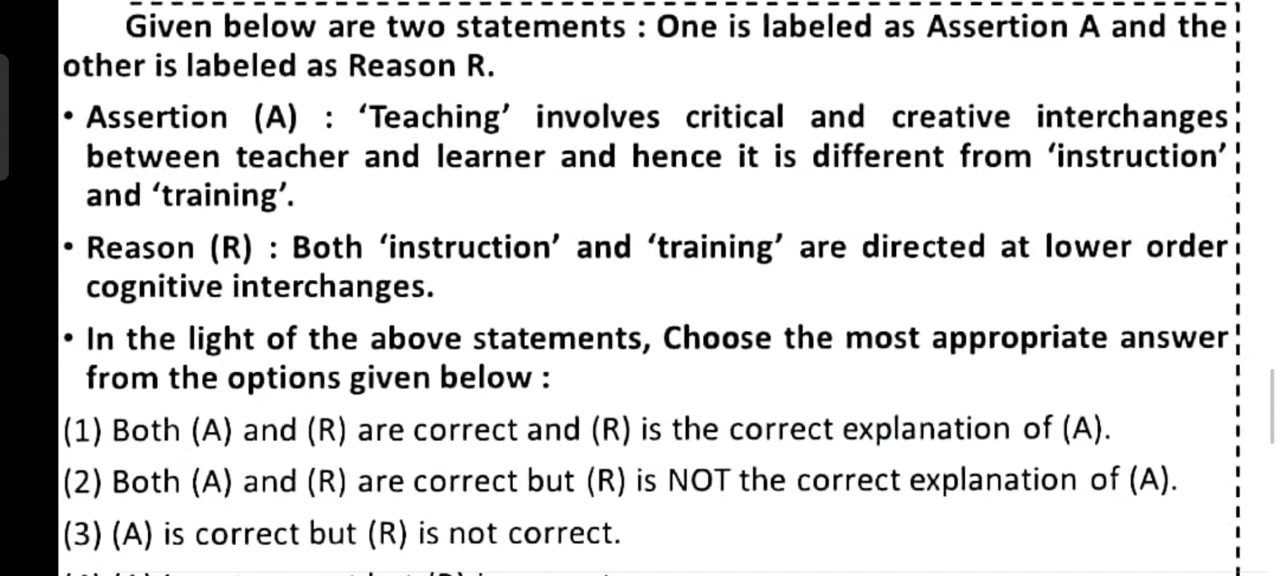 Given below are two statements : One is labeled as Assertion A and the
other is labeled as Reason R.
• Assertion (A) : ‘Teaching’ involves critical and creative interchanges
between teacher and learner and hence it is different from ‘instruction’
and ‘training’.
• Reason (R) : Both ‘instruction’ and ‘training’ are directed at lower order
cognitive interchanges.
• In the light of the above statements, Choose the most appropriate answer
from the options given below :
(1) Both (A) and (R) are correct and (R) is the correct explanation of (A).
(2) Both (A) and (R) are correct but (R) is NOT the correct explanation of (A).
(3) (A) is correct but (R) is not correct.